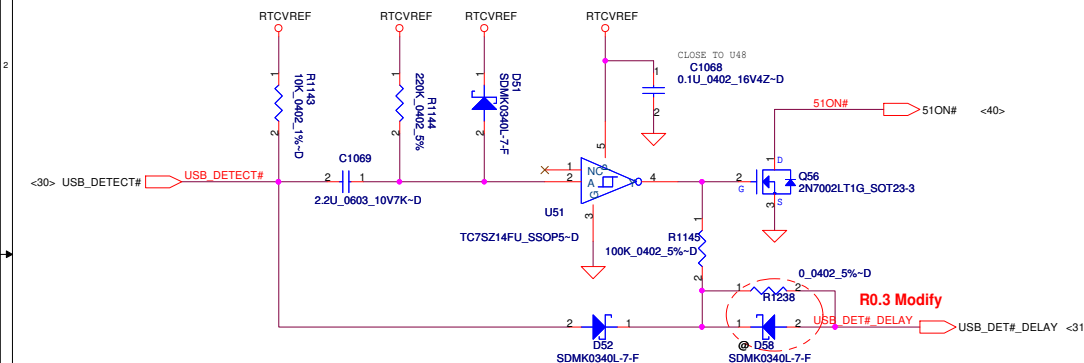 RTCVREF
RTCVREF
RTCVREF
RTCVREF
2
1
R1143
10K_0402_1%~D
2
1
R1144
220K_0402_5%
2
1
D51
SDMK0340L-7-F
2
CLOSE TO U48
C1068
0.1U_0402_16V4Z~D
1
2
51ON#
51ON#
<40>
<30>
USB_DETECT#
USB_DETECT#
C1069
2
1
2.2U_0603_10V7K~D
5
1
NC
P
2
A
Y
4
G
3
U51
TC7SZ14FU_SSOP5~D
1
D
2
G
3
S
Q56
2N7002LT1G_SOT23-3
1
R1145
100K_0402_5%~D
2
0_0402_5%~D
1
2
R1238
R0.3 Modify
2
1
D52
SDMK0340L-7-F
1
2
@
D58
SDMK0340L-7-F
USB_DET#_DELAY
USB_DET#_DELAY
<31